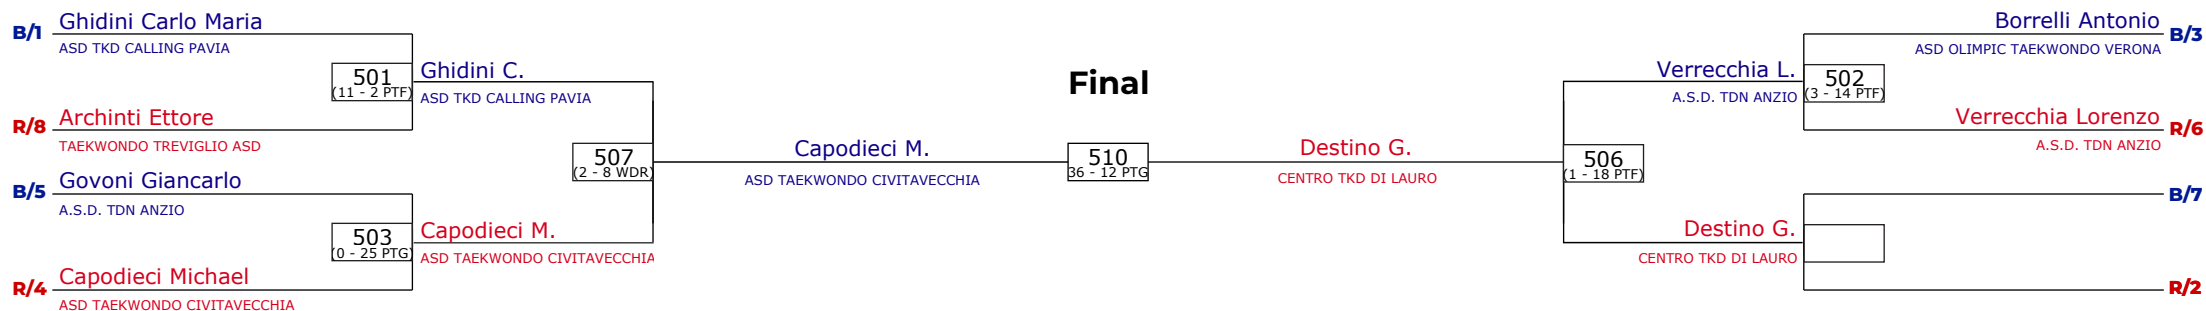 Ghidini Carlo Maria
B/1
ASD TKD CALLING PAVIA
501
(11 - 2 PTF)
Ghidini C.
ASD TKD CALLING PAVIA
Archinti Ettore
R/8
TAEKWONDO TREVIGLIO ASD
507
(2 - 8 WDR)
Govoni Giancarlo
B/5
A.S.D. TDN ANZIO
503
(0 - 25 PTG)
Capodieci M.
ASD TAEKWONDO CIVITAVECCHIA
Capodieci Michael
R/4
ASD TAEKWONDO CIVITAVECCHIA
Final
Capodieci M.
ASD TAEKWONDO CIVITAVECCHIA
510
36 - 12 PTG
Destino G.
CENTRO TKD DI LAURO
Borrelli Antonio
B/3
ASD OLIMPIC TAEKWONDO VERONA
Verrecchia L.
A.S.D. TDN ANZIO
502
(3 - 14 PTF)
Verrecchia Lorenzo
R/6
A.S.D. TDN ANZIO
506
(1 - 18 PTF)
B/7
Destino G.
CENTRO TKD DI LAURO
R/2